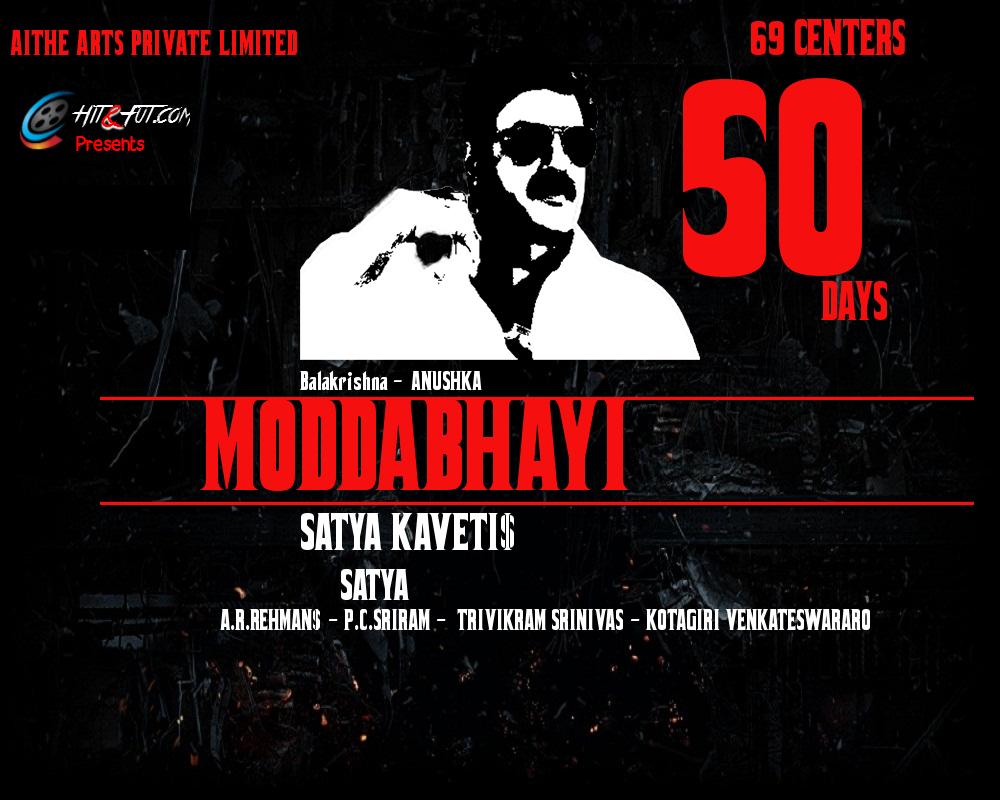 AITHE ARTS PRIVATE LIMITED
69 CENTERS
HIT&FUT.COM
Presents
50
DAYS
Balakrishna - ANUSHKA
MODDABHAYI
SATYA KAVETI$
SATYA
A.R.REHMAN$ - P.C.SRIRAM - TRIVIKRAM SRINIVAS - KOTAGIRI VENKATESWARARO